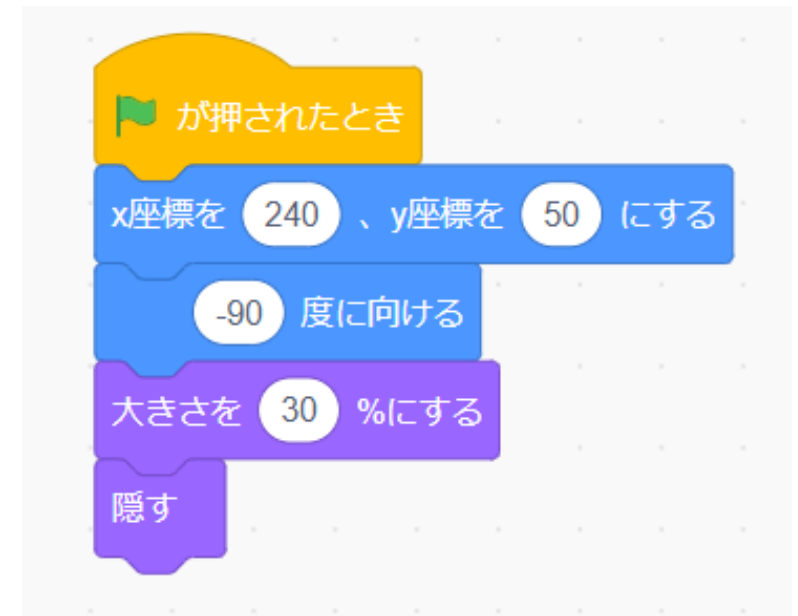 が押されたとき
x座標を 240 、y座標を 50 にする
-90 度に向ける
大きさを 30 %にする
隠す